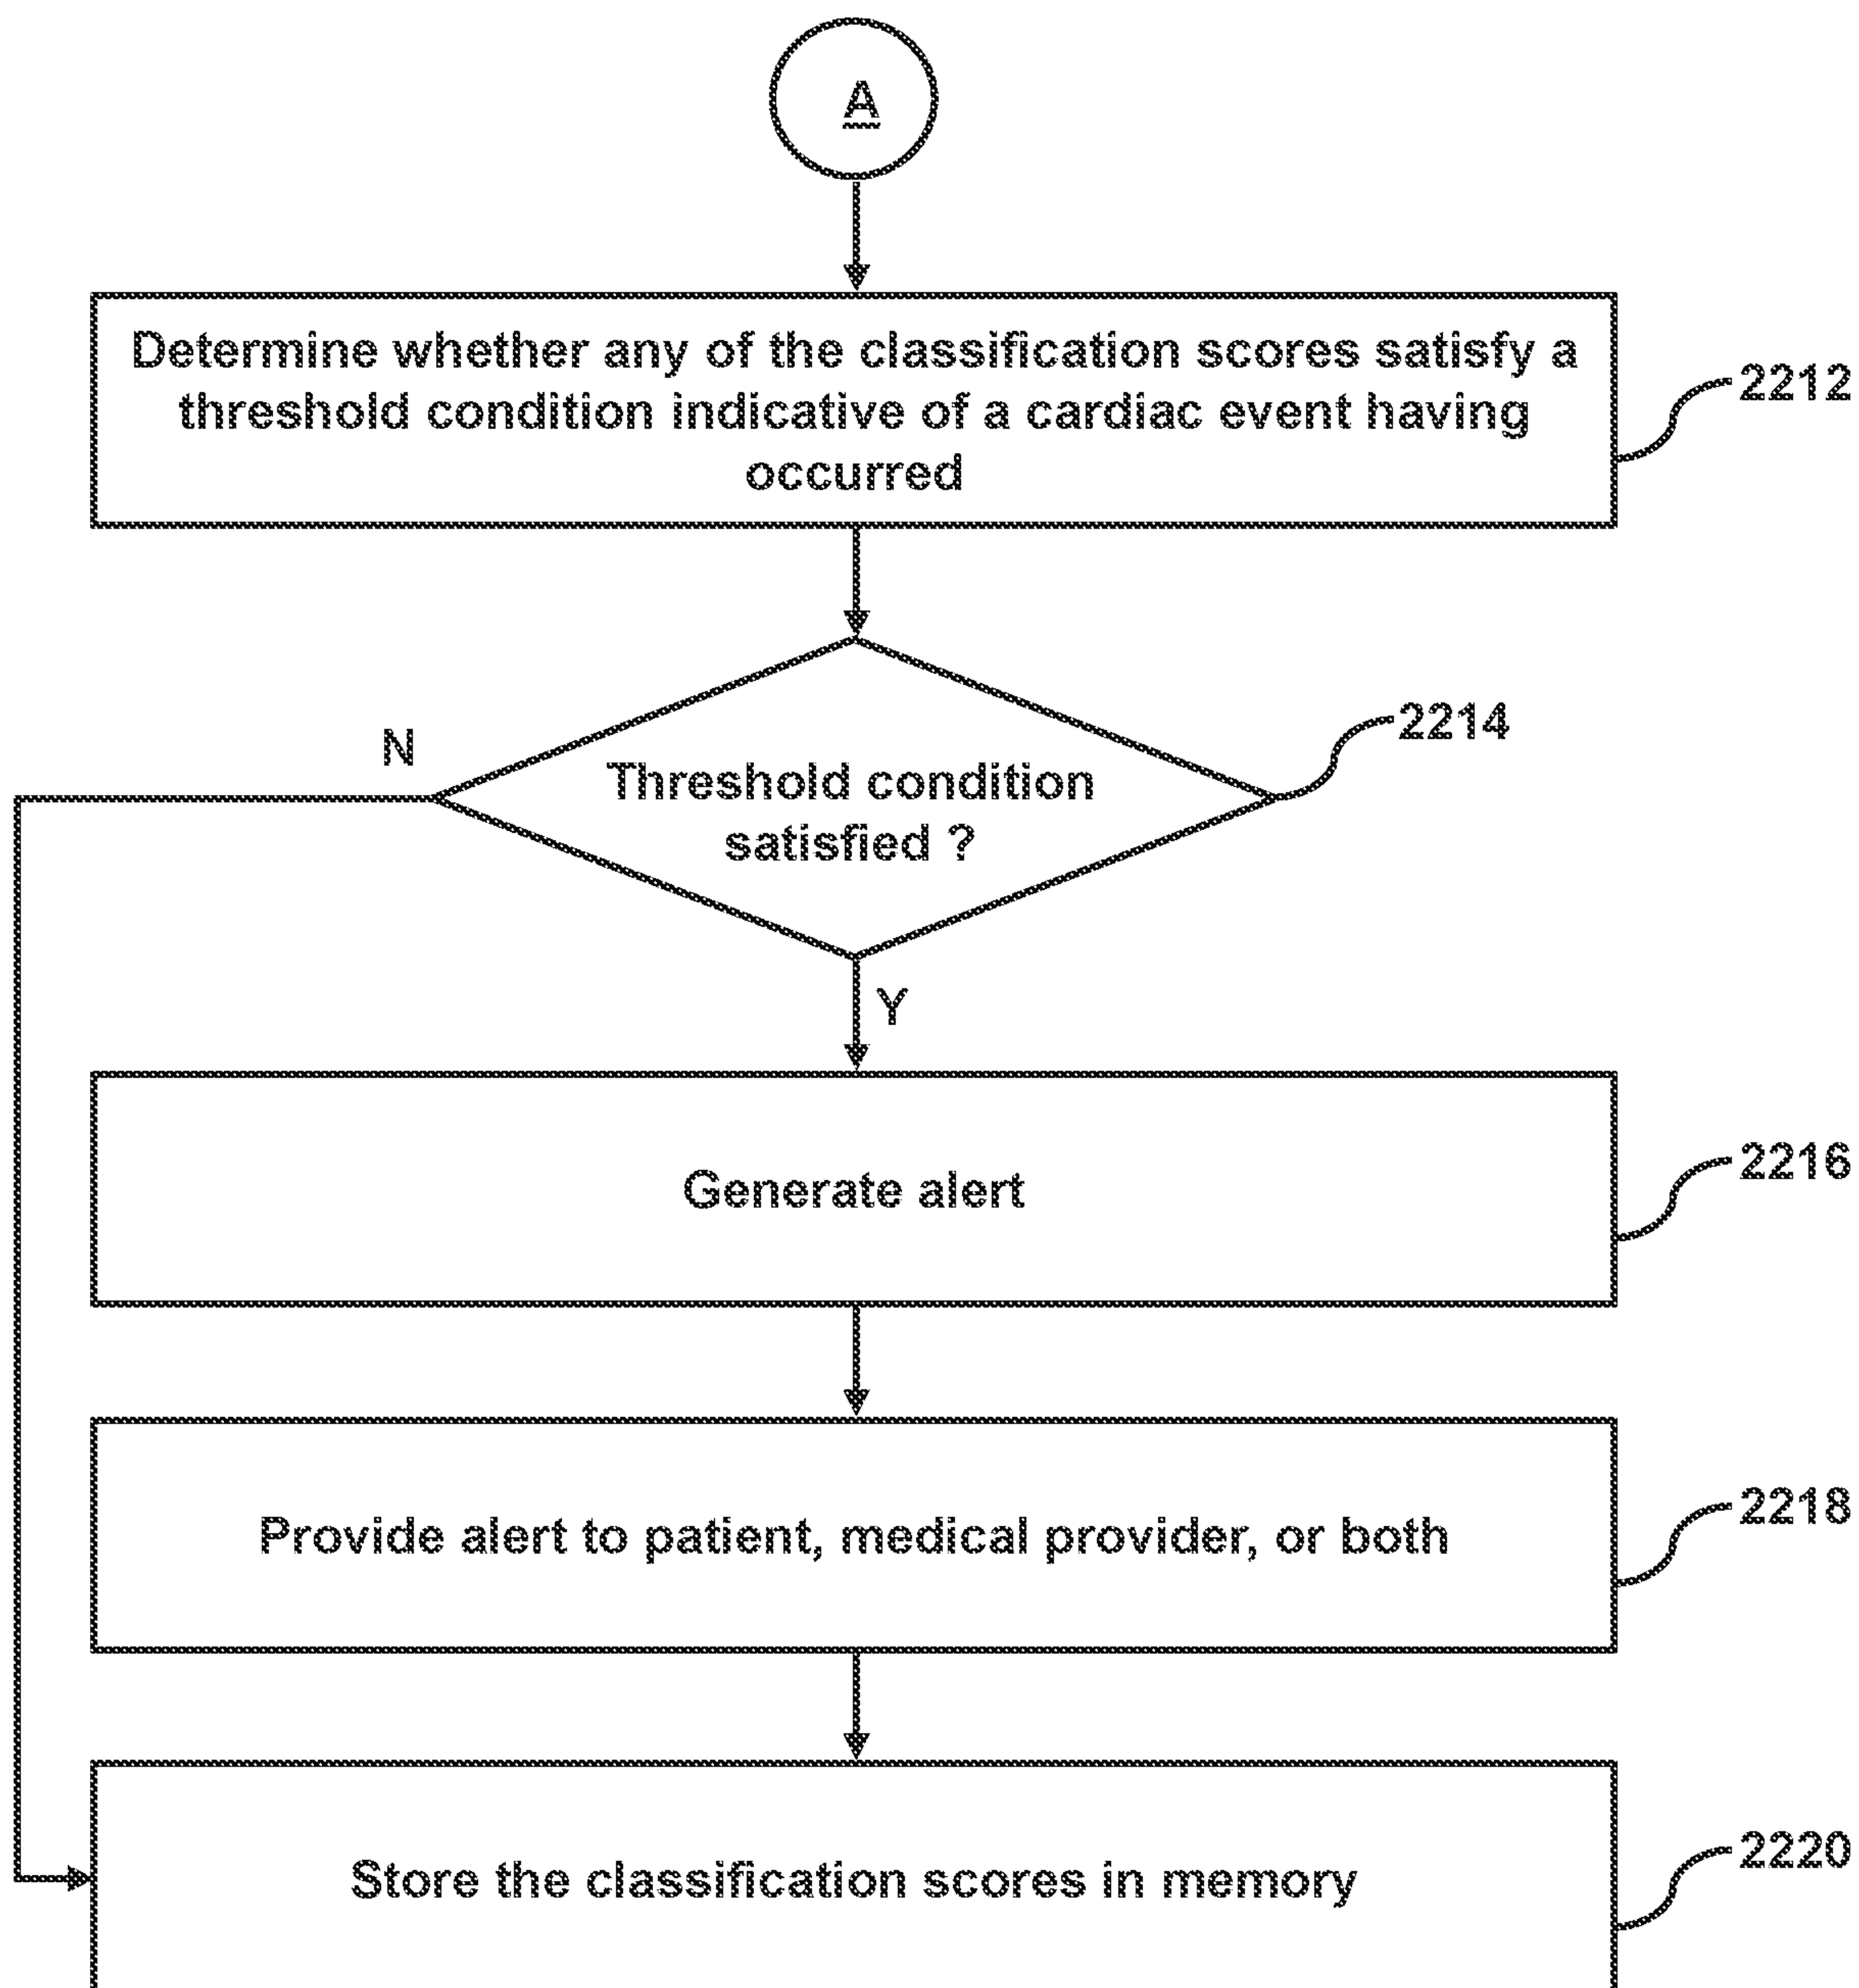 A
Determine whether any of the classification scores satisfy a
threshold condition indicative of a cardiac event having
occurred
2212
N
2214
Threshold condition
satisfied ?
Y
Generate alert
2216
Provide alert to patient, medical provider, or both
2218
Store the classification scores in memory
2220